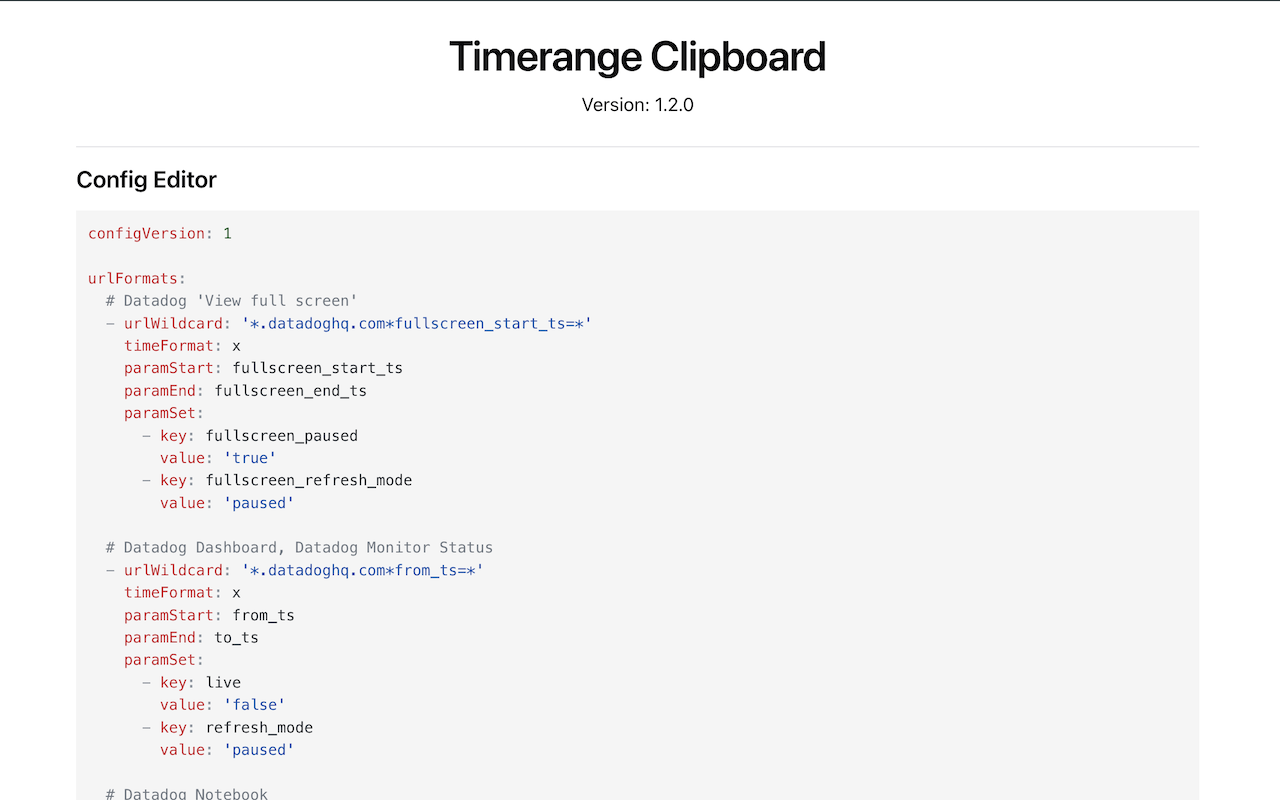 Timerange Clipboard
Version: 1.2.0
Config Editor
configVersion: 1
urlFormats:
# Datadog 'View full screen'
- urlWildcard: '*.datadoghq.com*fullscreen_start_ts=*'
timeFormat: x
paramStart: fullscreen_start_ts
paramEnd: fullscreen_end_ts
paramSet:
- key: fullscreen_paused
value: 'true'
- key: fullscreen_refresh_mode
value: 'paused'
# Datadog Dashboard, Datadog Monitor Status
- urlWildcard: '*.datadoghq.com*from_ts=*'
timeFormat: x
paramStart: from_ts
paramEnd: to_ts
paramSet:
- key: live
value: 'false'
- key: refresh_mode
value: 'paused'
# Datadog Notebook